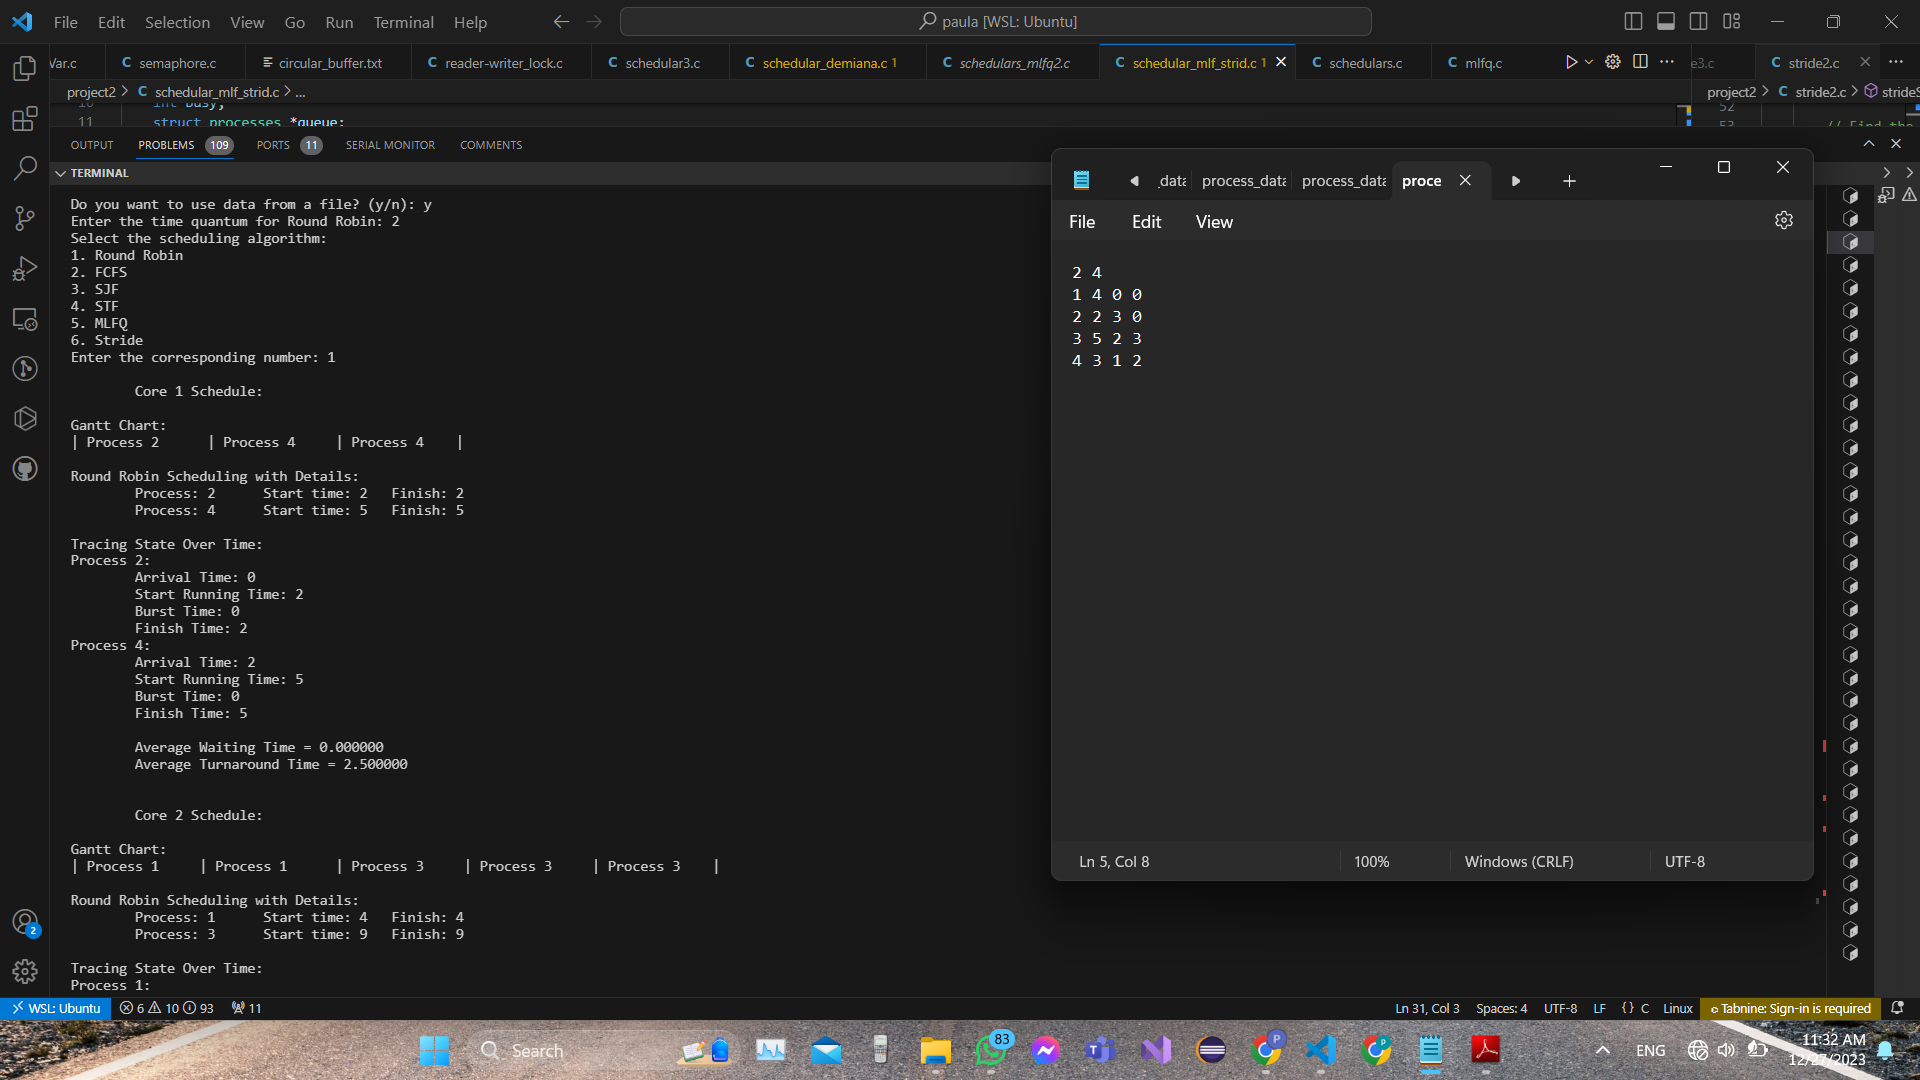 File Edit Selection View Go Run Terminal Help
paula [WSL: Ubuntu]
Var.c semaphore.c circular_buffer.txt reader-writer_lock.c schedular3.c schedular_demiana.c 1 schedulars_mlfq2.c schedular_mlf_strid.c 1 schedulars.c mlfq.c e3.c stride2.c
project2 > C schedular_mlf_strid.c > ...
project2 > C stride2.c > strideS
11 struct processes *queue;
52
53 // Find the
OUTPUT PROBLEMS 109 PORTS 11 SERIAL MONITOR COMMENTS
TERMINAL
Do you want to use data from a file? (y/n): y
Enter the time quantum for Round Robin: 2
Select the scheduling algorithm:
1. Round Robin
2. FCFS
3. SJF
4. STF
5. MLFQ
6. Stride
Enter the corresponding number: 1
Core 1 Schedule:
Gantt Chart:
| Process 2 | Process 4 | Process 4 |
Round Robin Scheduling with Details:
Process: 2 Start time: 2 Finish: 2
Process: 4 Start time: 5 Finish: 5
Tracing State Over Time:
Process 2:
Arrival Time: 0
Start Running Time: 2
Burst Time: 0
Finish Time: 2
Process 4:
Arrival Time: 2
Start Running Time: 5
Burst Time: 0
Finish Time: 5
Average Waiting Time = 0.000000
Average Turnaround Time = 2.500000
Core 2 Schedule:
Gantt Chart:
| Process 1 | Process 1 | Process 3 | Process 3 | Process 3 |
Round Robin Scheduling with Details:
Process: 1 Start time: 4 Finish: 4
Process: 3 Start time: 9 Finish: 9
Tracing State Over Time:
Process 1:
_data process_data process_data proce
File Edit View
2 4
1 4 0 0
2 2 3 0
3 5 2 3
4 3 1 2
Ln 5, Col 8 100% Windows (CRLF) UTF-8
2
WSL: Ubuntu 6 10 93 11
Ln 31, Col 3 Spaces: 4 UTF-8 LF {} C Linux Tabnine: Sign-in is required
Search
83
ENG
11:32 AM
12/27/2023